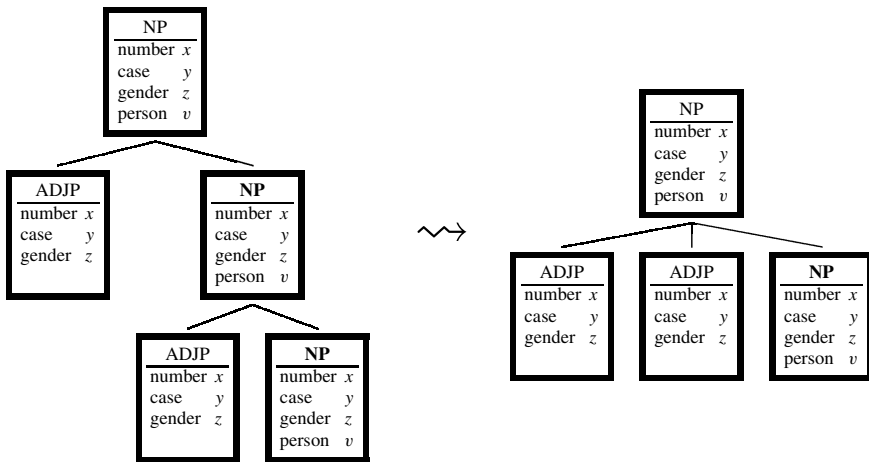 NP
number x
case y
gender z
person v
ADJP
number x
case y
gender z
NP
number x
case y
gender z
person v
ADJP
number x
case y
gender z
NP
number x
case y
gender z
person v
NP
number x
case y
gender z
person v
ADJP
number x
case y
gender z
ADJP
number x
case y
gender z
NP
number x
case y
gender z
person v